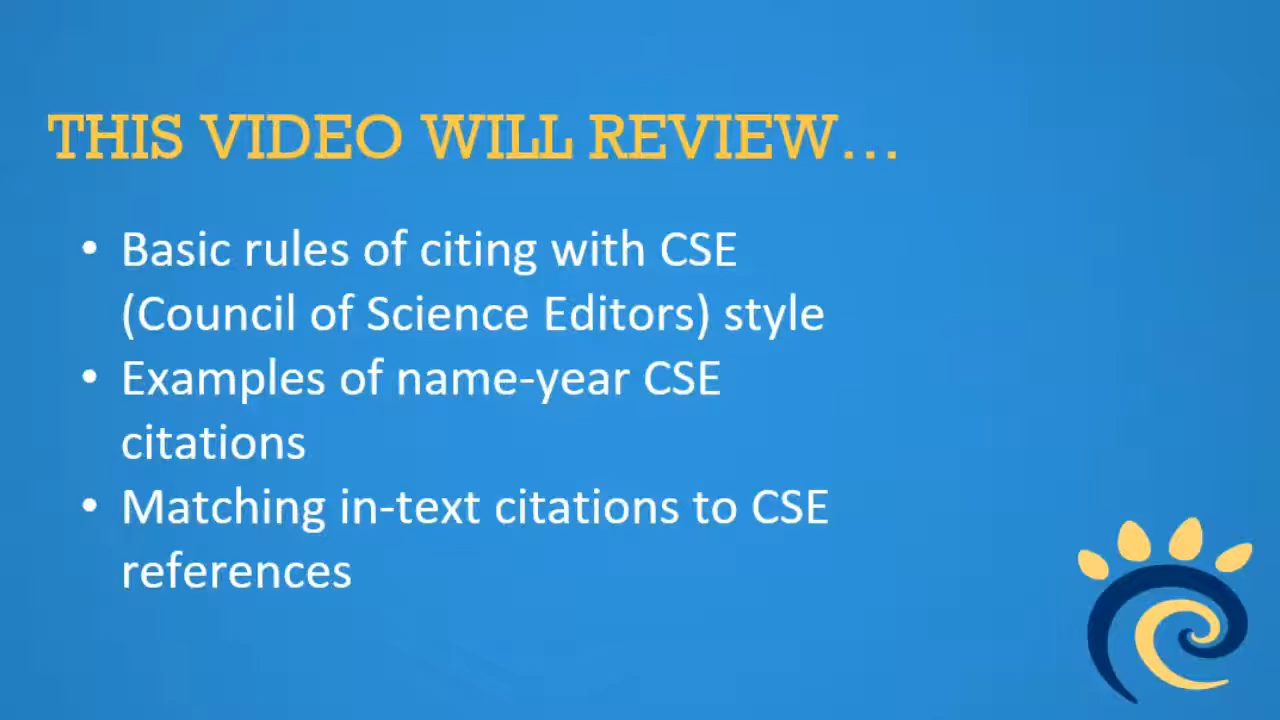 THIS VIDEO WILL REVIEW...
• Basic rules of citing with CSE
(Council of Science Editors) style
• Examples of name-year CSE
citations
• Matching in-text citations to CSE
references